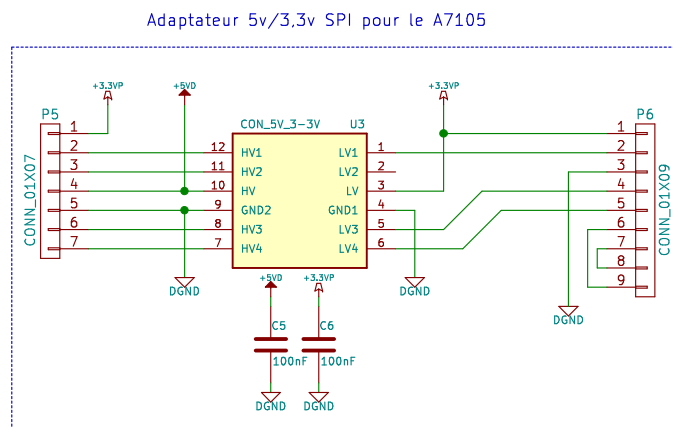 Adaptateur 5v/3,3v SPI pour le A7105
+3.3VP
+5VD
+3.3VP
P5
CON_5V_3-3V
U3
P6
CONN_01X07
1
2
3
4
5
6
7
12
11
10
9
8
7
HV1
HV2
HV
GND2
HV3
HV4
LV1
LV2
LV
GND1
LV3
LV4
1
2
3
4
5
6
1
2
3
4
5
6
7
8
9
CONN_01X09
DGND
+5VD
+3.3VP
DGND
DGND
C5
100nF
C6
100nF
DGND
DGND